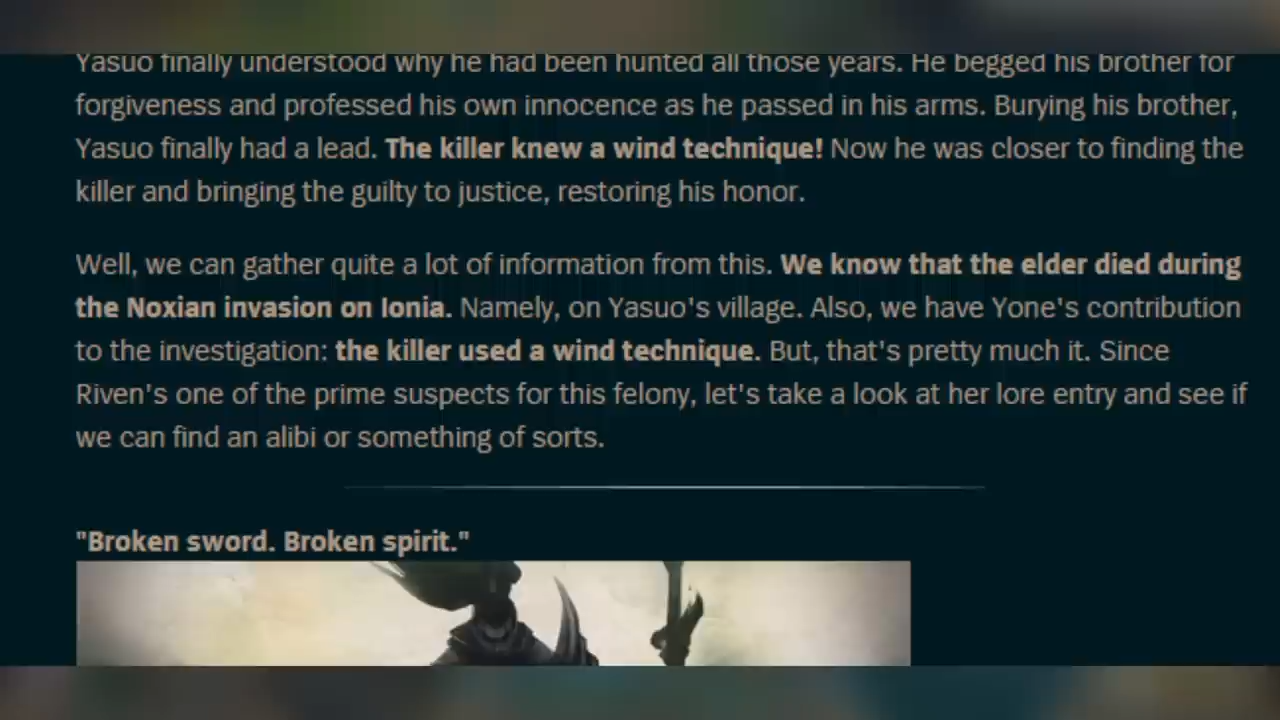 Yasuo finally understood why he had been hunted all those years. He begged his brother for
forgiveness and professed his own innocence as he passed in his arms. Burying his brother,
Yasuo finally had a lead. The killer knew a wind technique! Now he was closer to finding the
killer and bringing the guilty to justice, restoring his honor.
Well, we can gather quite a lot of information from this. We know that the elder died during
the Noxian invasion on Ionia. Namely, on Yasuo's village. Also, we have Yone's contribution
to the investigation: the killer used a wind technique. But, that's pretty much it. Since
Riven's one of the prime suspects for this felony, let's take a look at her lore entry and see if
we can find an alibi or something of sorts.
"Broken sword. Broken spirit."